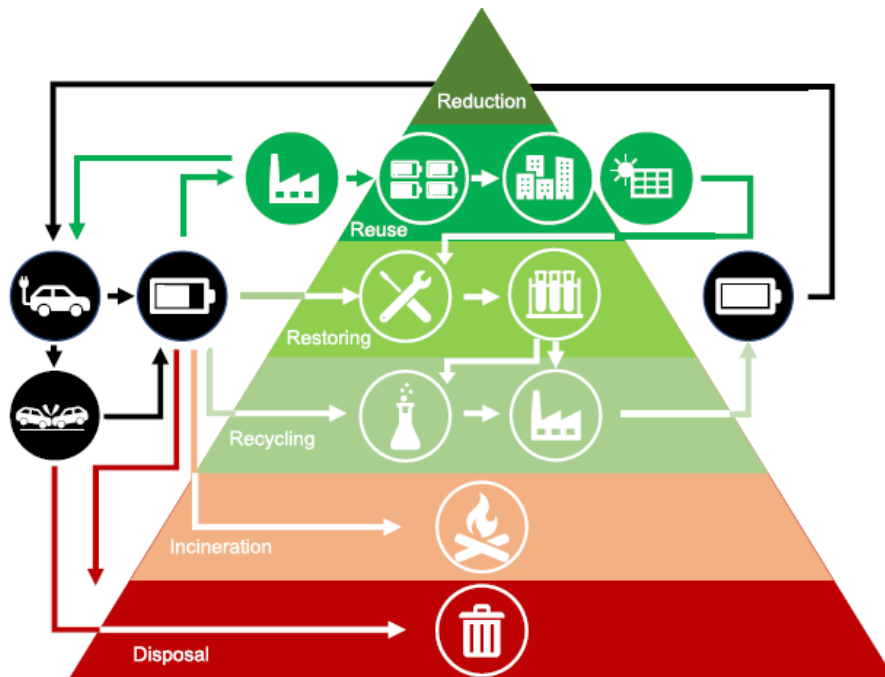 Reduction
Reuse
Restoring
Recycling
Incineration
Disposal